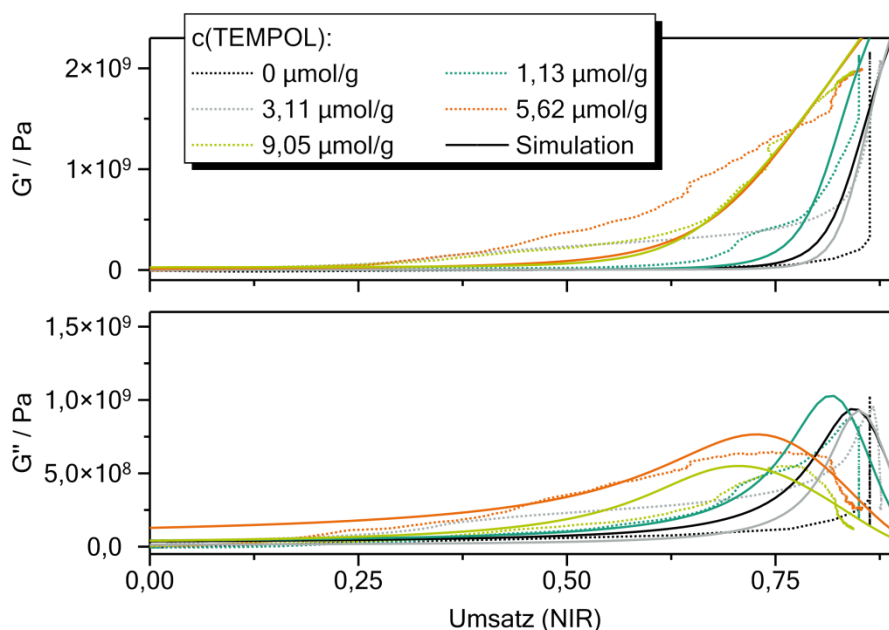 c(TEMPOL):
0 µmol/g 1,13 µmol/g
3,11 µmol/g 5,62 µmol/g
9,05 µmol/g Simulation
G' / Pa
2×10⁹
1×10⁹
0
G'' / Pa
1,5×10⁹
1,0×10⁹
5,0×10⁸
0,0
0,00 0,25 0,50 0,75
Umsatz (NIR)